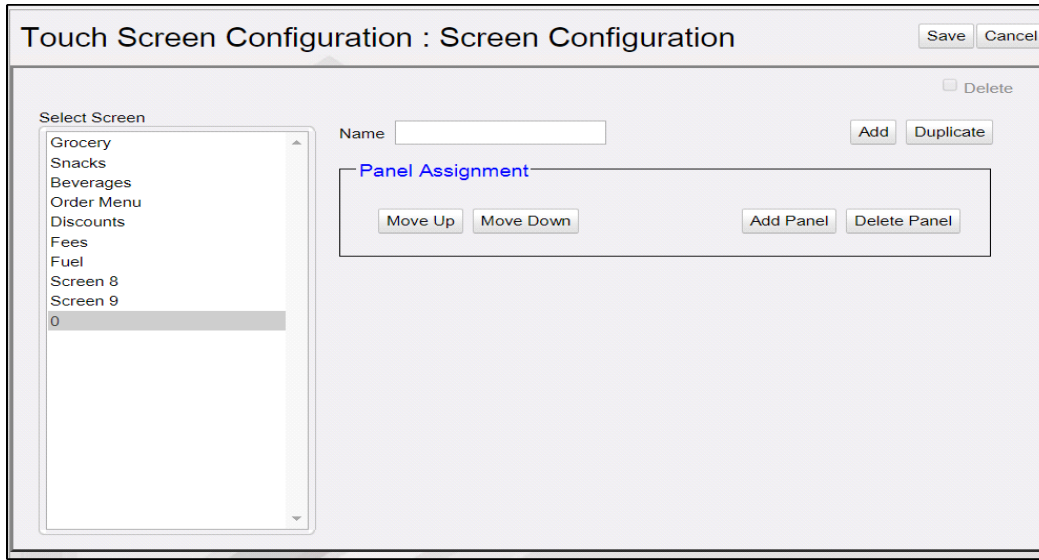 Touch Screen Configuration : Screen Configuration
Save
Cancel
Delete
Select Screen
Grocery
Snacks
Beverages
Order Menu
Discounts
Fees
Fuel
Screen 8
Screen 9
0
Name
Add
Duplicate
Panel Assignment
Move Up
Move Down
Add Panel
Delete Panel